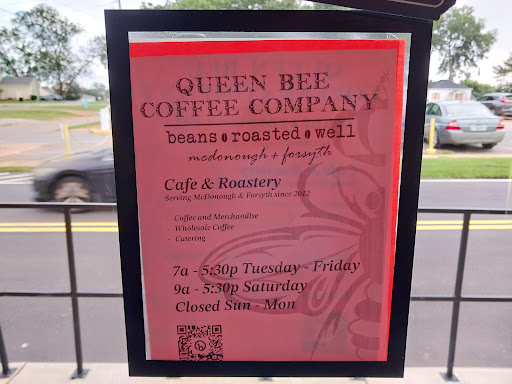 QUEEN BEE
COFFEE COMPANY
beans • roasted • well
mcdonough + forsyth
Cafe & Roastery
Serving McDonough & Forsyth since 2012
- Coffee and Merchandise
- Wholesale Coffee
- Catering
7a - 5:30p Tuesday - Friday
9a - 5:30p Saturday
Closed Sun - Mon